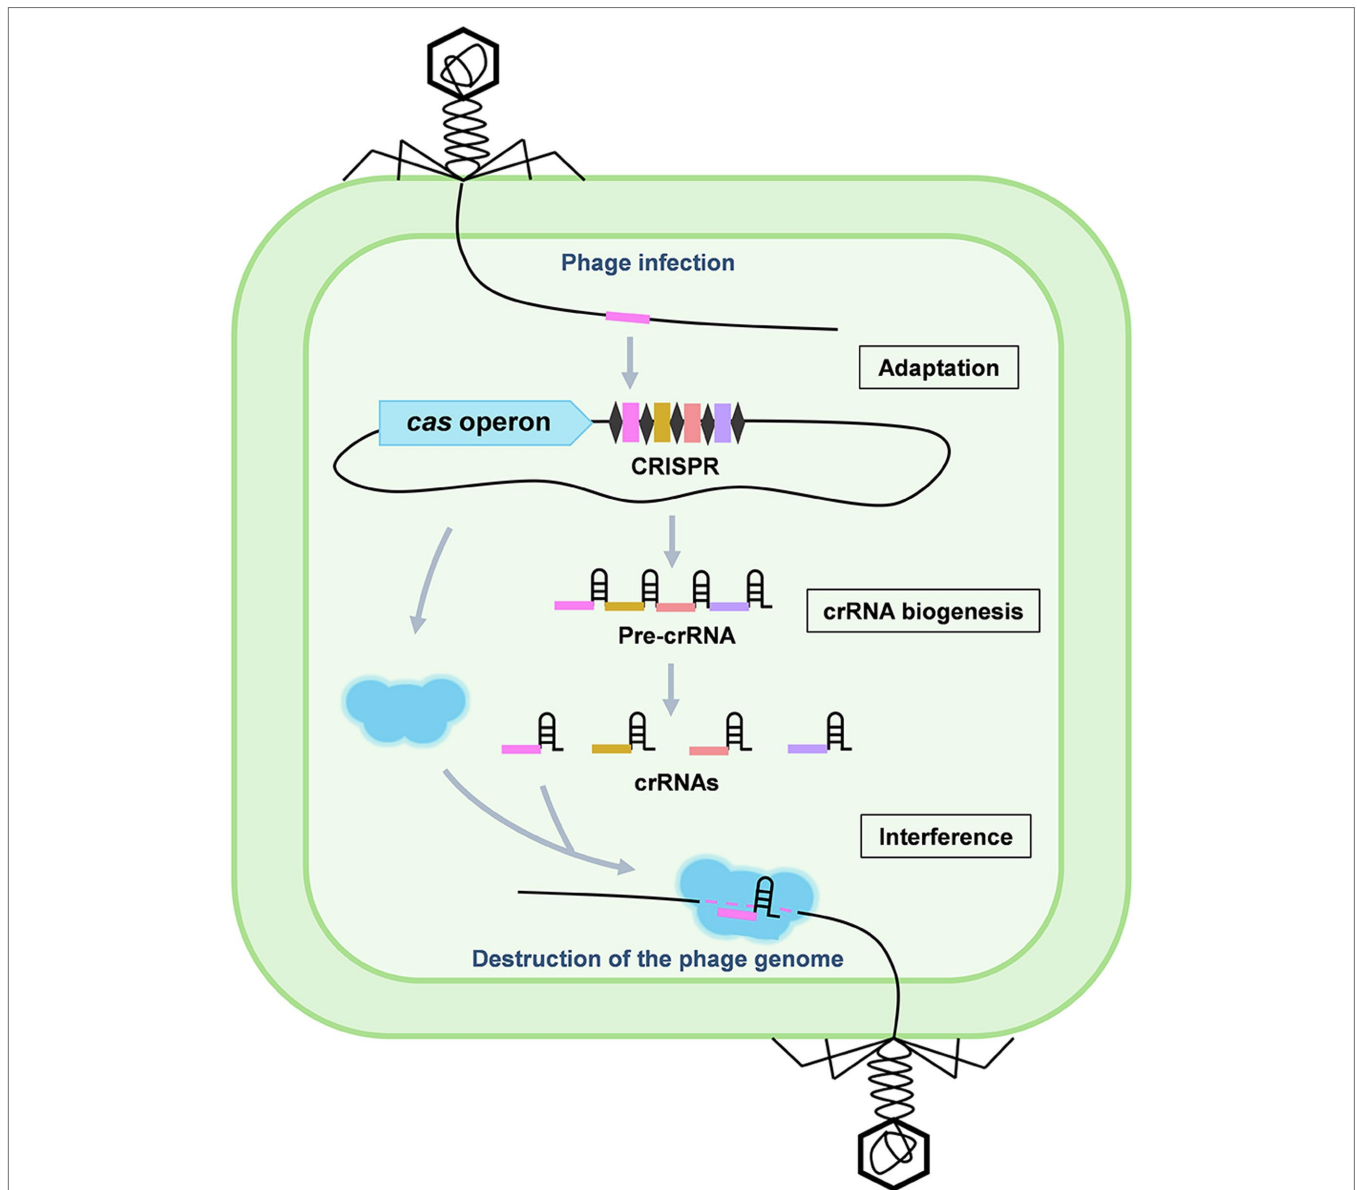 Phage infection
Adaptation
cas operon
CRISPR
crRNA biogenesis
Pre-crRNA
crRNAs
Interference
Destruction of the phage genome